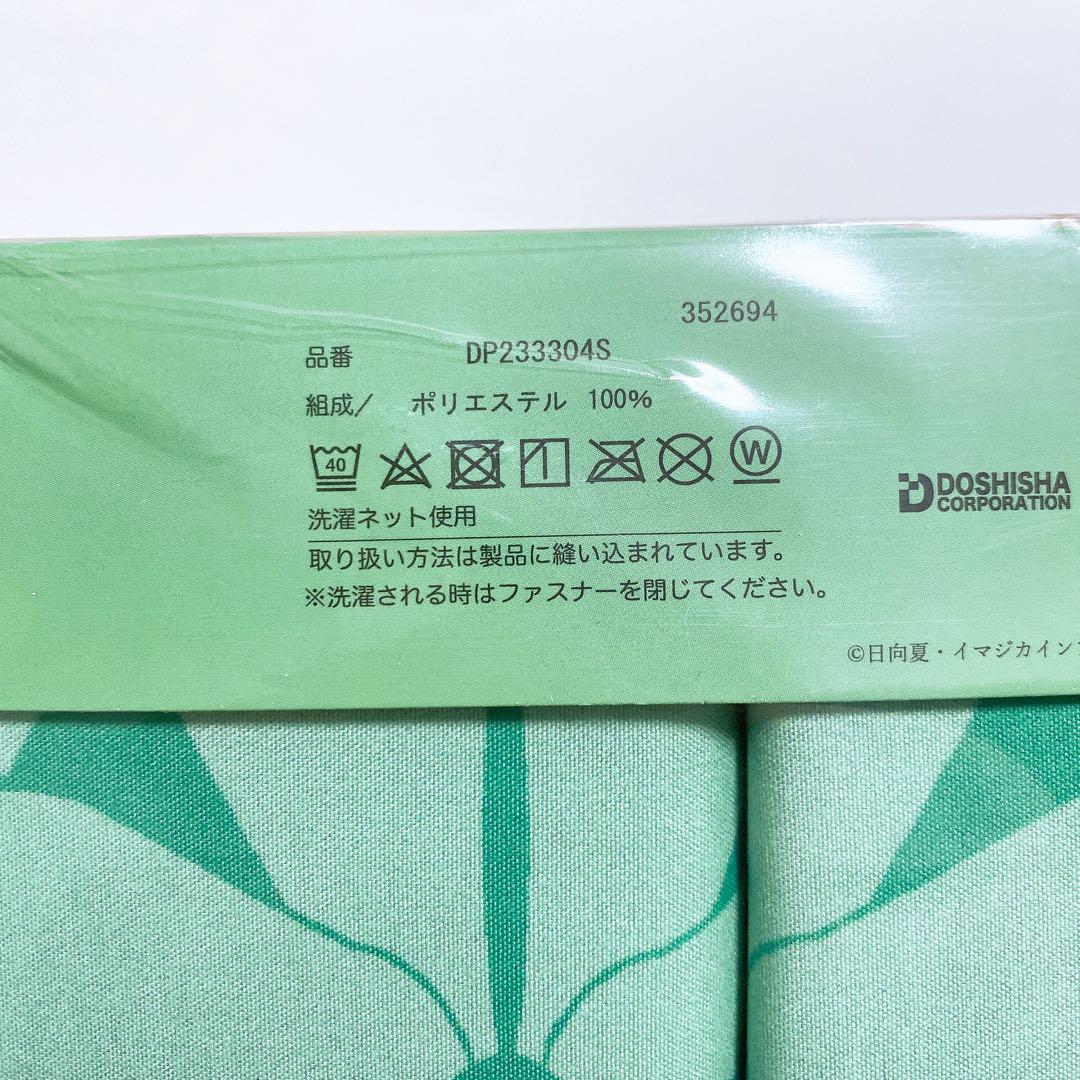 352694
品番 DP233304S
組成/ ポリエステル 100%
40
W
洗濯ネット使用
取り扱い方法は製品に縫い込まれています。
※洗濯される時はファスナーを閉じてください。
DOSHISHA
CORPORATION
©日向夏・イマジカイン